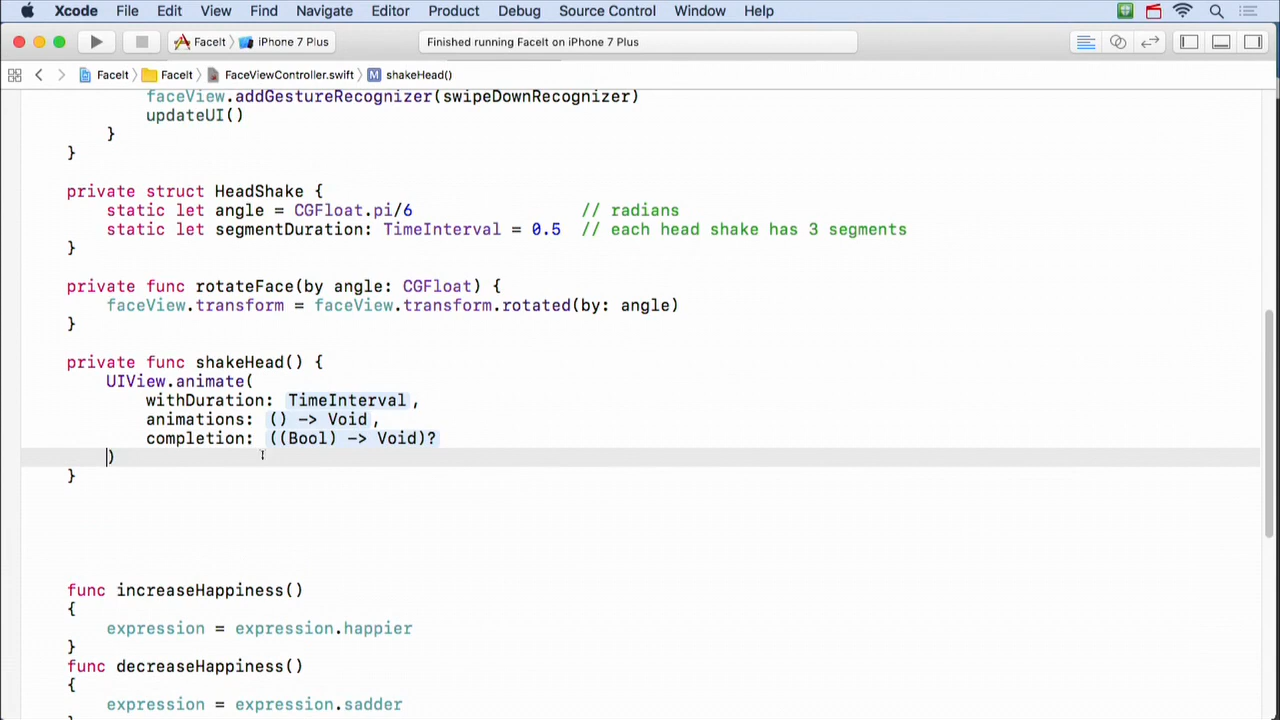 Xcode File Edit View Find Navigate Editor Product Debug Source Control Window Help
FaceIt iPhone 7 Plus Finished running FaceIt on iPhone 7 Plus
FaceIt FaceIt FaceViewController.swift M shakeHead()
faceView.addGestureRecognizer(swipeDownRecognizer)
updateUI()
}
}
private struct HeadShake {
static let angle = CGFloat.pi/6 // radians
static let segmentDuration: TimeInterval = 0.5 // each head shake has 3 segments
}
private func rotateFace(by angle: CGFloat) {
faceView.transform = faceView.transform.rotated(by: angle)
}
private func shakeHead() {
UIView.animate(
withDuration: TimeInterval,
animations: () -> Void,
completion: ((Bool) -> Void)?
)
}
func increaseHappiness()
{
expression = expression.happier
}
func decreaseHappiness()
{
expression = expression.sadder
}